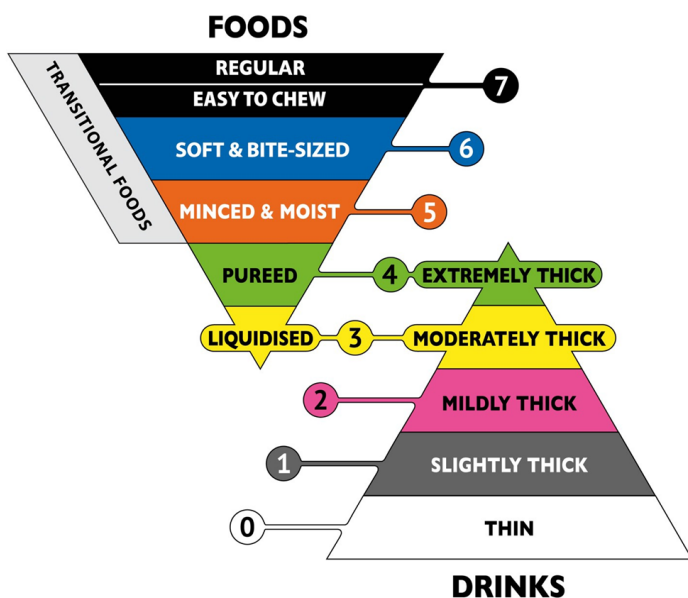 FOODS
TRANSITIONAL FOODS
REGULAR
EASY TO CHEW
7
SOFT & BITE-SIZED
6
MINCED & MOIST
5
PUREED
4
EXTREMELY THICK
LIQUIDISED
3
MODERATELY THICK
2
MILDLY THICK
1
SLIGHTLY THICK
0
THIN
DRINKS